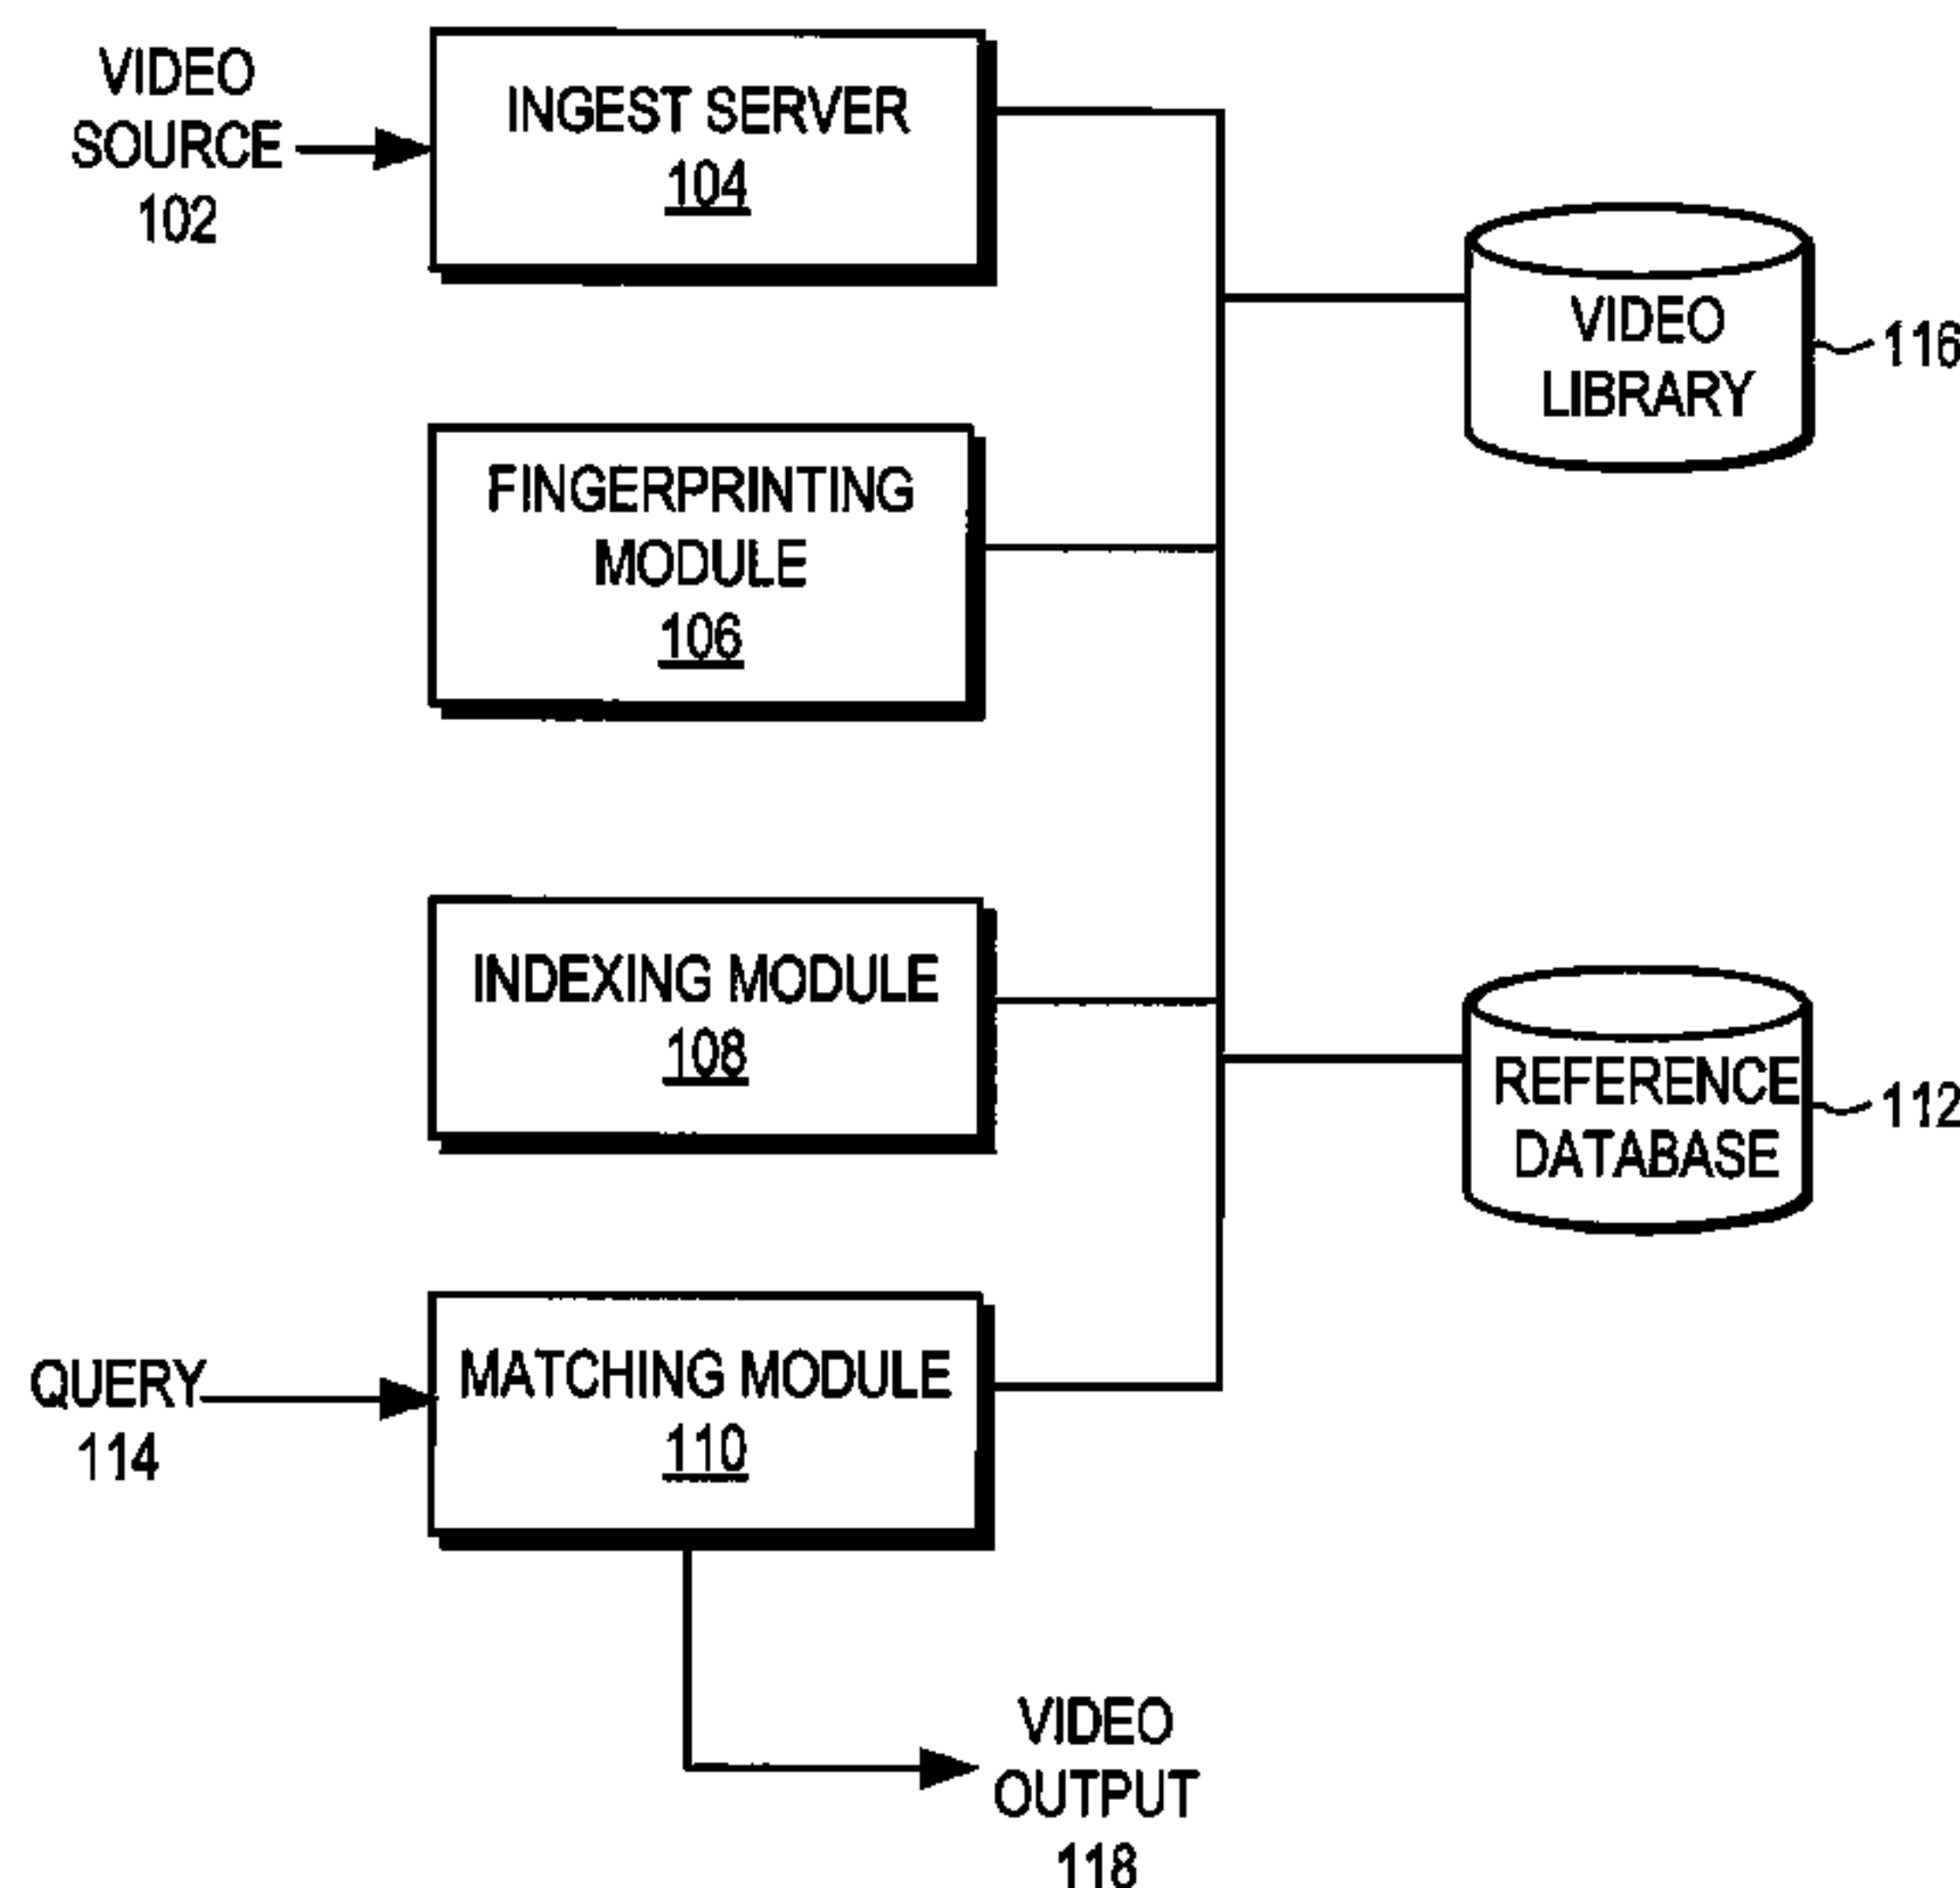 VIDEO
SOURCE
102
INGEST SERVER
104
VIDEO
LIBRARY
116
FINGERPRINTING
MODULE
106
INDEXING MODULE
108
REFERENCE
DATABASE
112
QUERY
114
MATCHING MODULE
110
VIDEO
OUTPUT
118